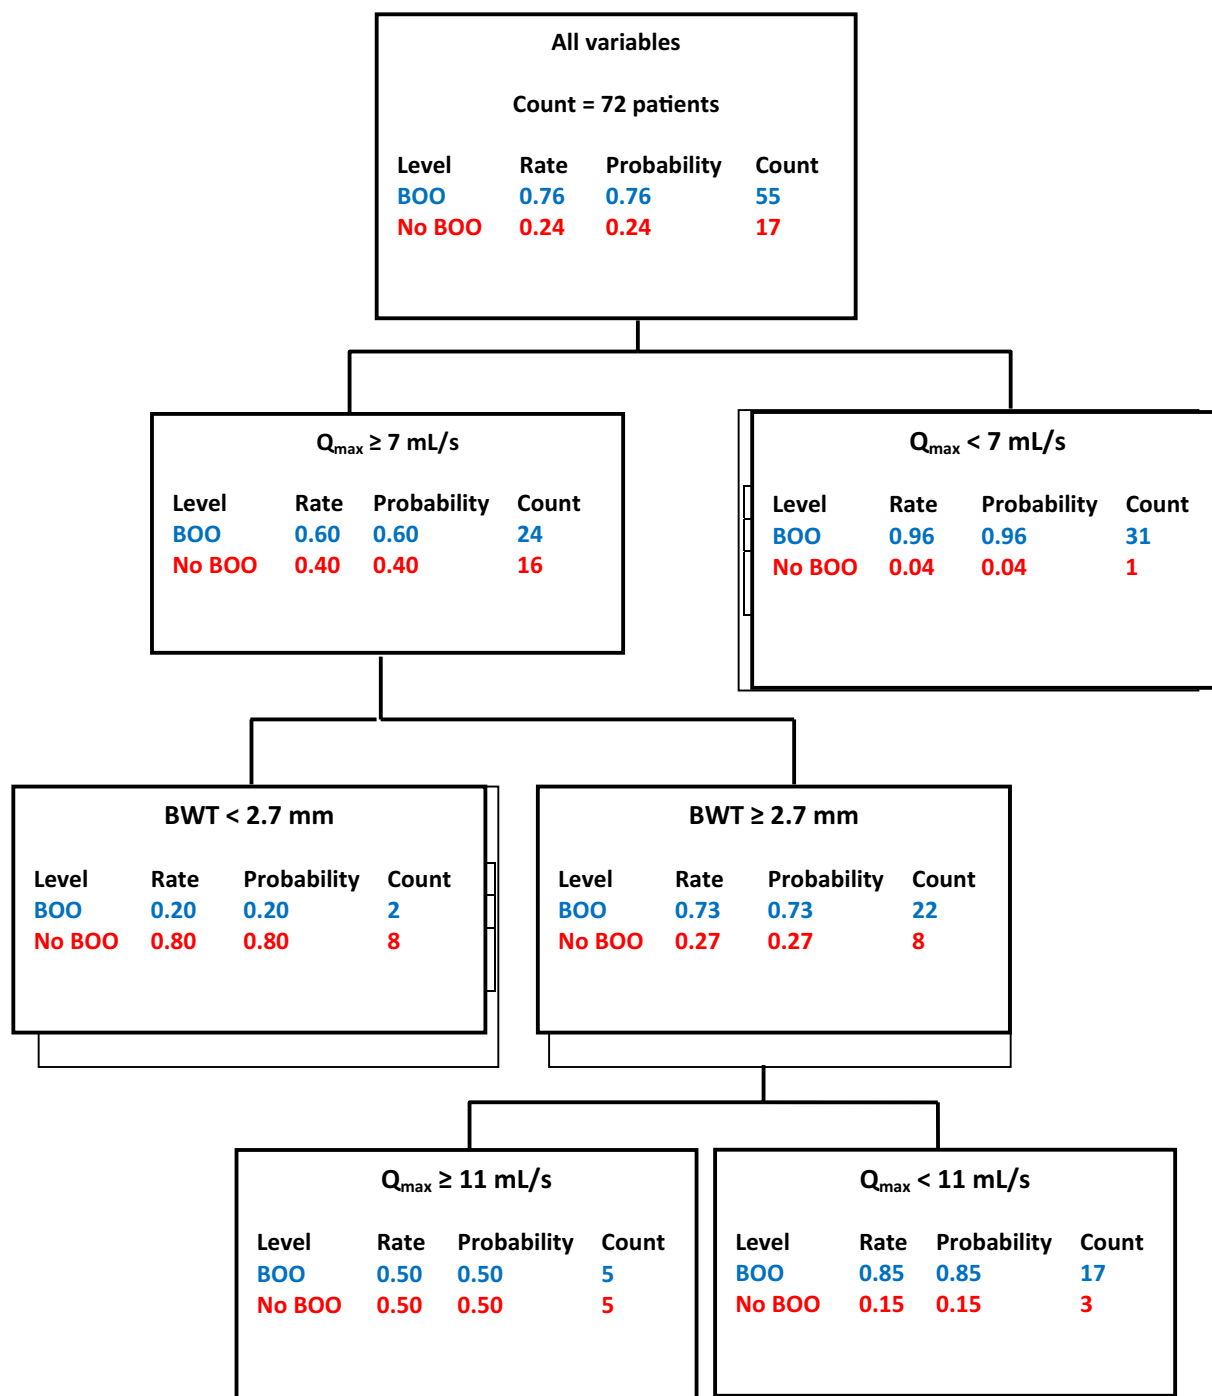 All variables
Count = 72 patients
Level Rate Probability Count
BOO 0.76 0.76 55
No BOO 0.24 0.24 17
Qmax ≥ 7 mL/s
Level Rate Probability Count
BOO 0.60 0.60 24
No BOO 0.40 0.40 16
Qmax < 7 mL/s
Level Rate Probability Count
BOO 0.96 0.96 31
No BOO 0.04 0.04 1
BWT < 2.7 mm
Level Rate Probability Count
BOO 0.20 0.20 2
No BOO 0.80 0.80 8
BWT ≥ 2.7 mm
Level Rate Probability Count
BOO 0.73 0.73 22
No BOO 0.27 0.27 8
Qmax ≥ 11 mL/s
Level Rate Probability Count
BOO 0.50 0.50 5
No BOO 0.50 0.50 5
Qmax < 11 mL/s
Level Rate Probability Count
BOO 0.85 0.85 17
No BOO 0.15 0.15 3